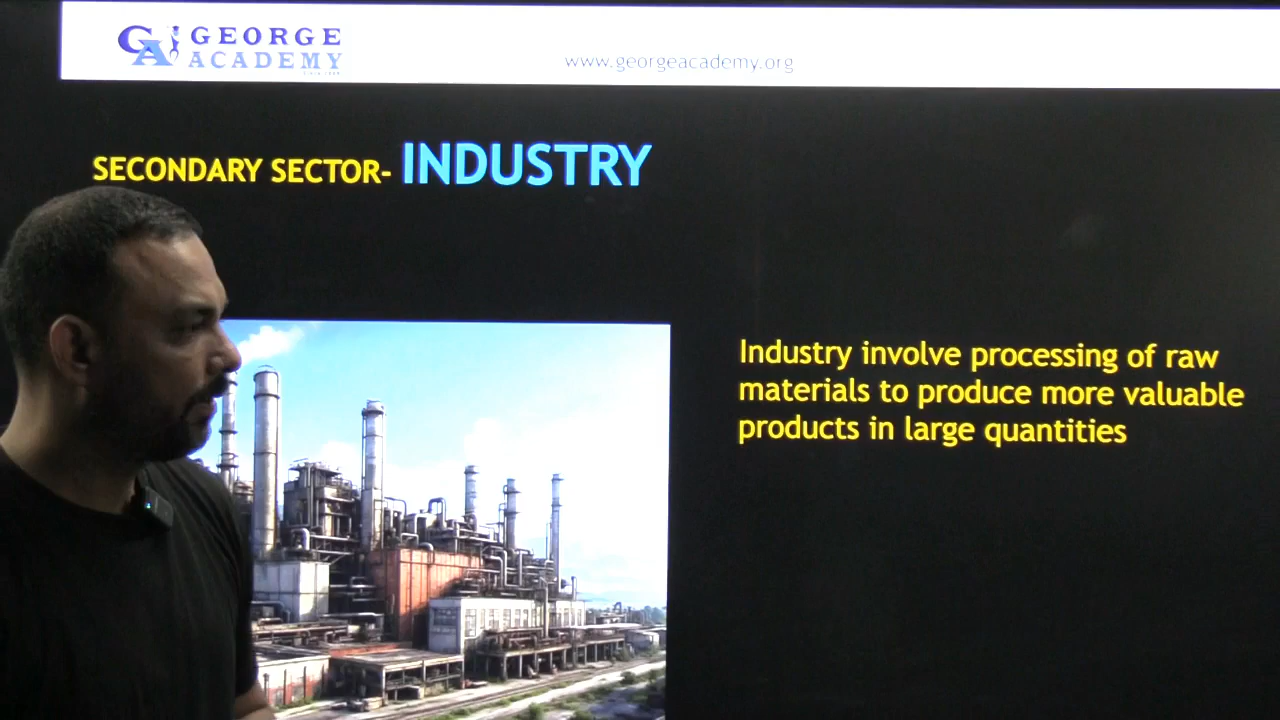 GEORGE
ACADEMY
www.georgeacademy.org
SECONDARY SECTOR- INDUSTRY
Industry involve processing of raw
materials to produce more valuable
products in large quantities